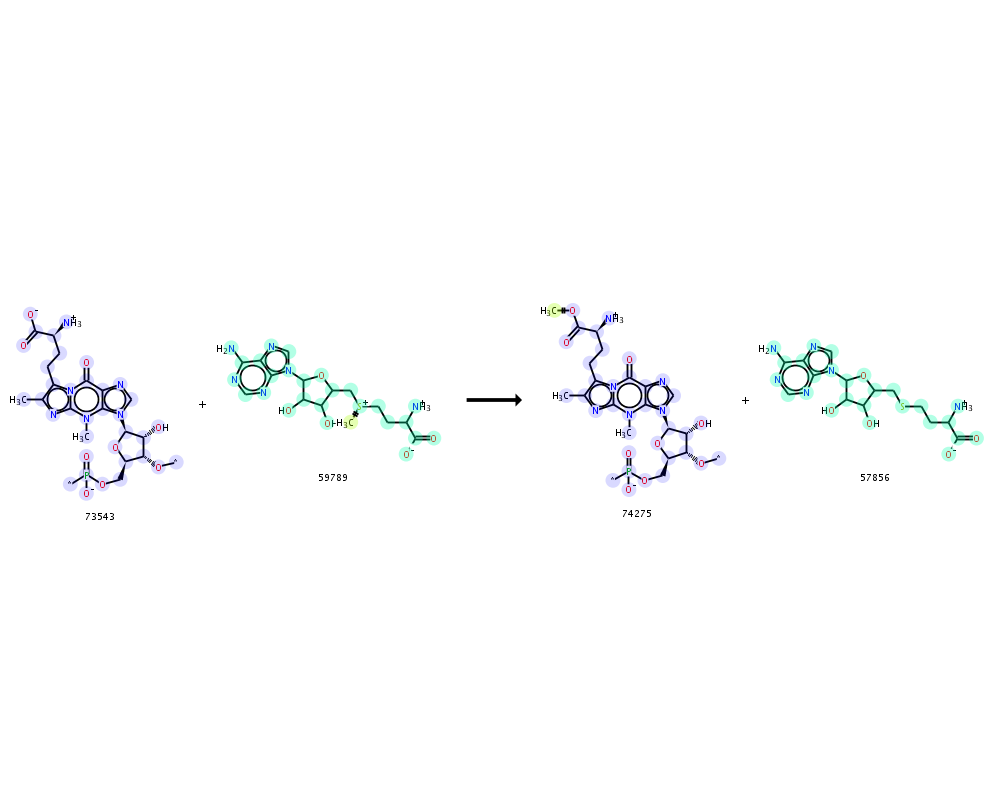 O-
NH3+
O
O
N N
H3C
N N N
H3C
OH
O
O O
P O
O-
73543
+
H2N N
N N O
N
HO S+ NH3+
OH H3C
O
O-
59789
H3C O
NH3+
O
O
N N
H3C
N N N
H3C
OH
O
O O
P O
O-
74275
+
H2N N
N N O
N
HO S NH3+
OH
O
O-
57856